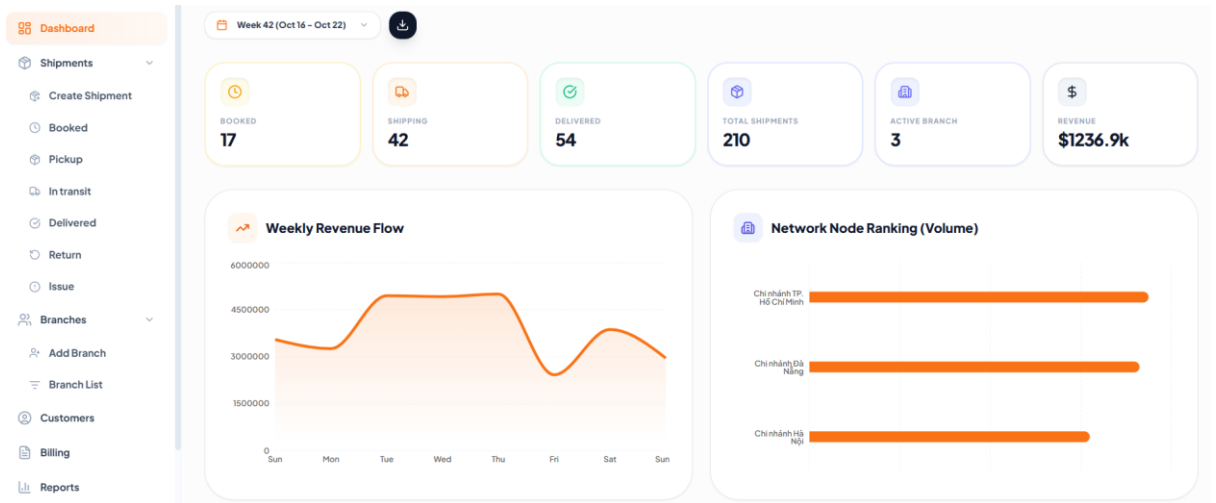 Dashboard
Shipments
Create Shipment
Booked
Pickup
In transit
Delivered
Return
Issue
Branches
Add Branch
Branch List
Customers
Billing
Reports
Week 42 (Oct 16 - Oct 22)
BOOKED
17
SHIPPING
42
DELIVERED
54
TOTAL SHIPMENTS
210
ACTIVE BRANCH
3
REVENUE
$1236.9k
Weekly Revenue Flow
6000000
4500000
3000000
1500000
0
Sun Mon Tue Wed Thu Fri Sat Sun
Network Node Ranking (Volume)
Chi nhánh TP.
Hồ Chí Minh
Chi nhánh Đà
Nẵng
Chi nhánh Hà
Nội